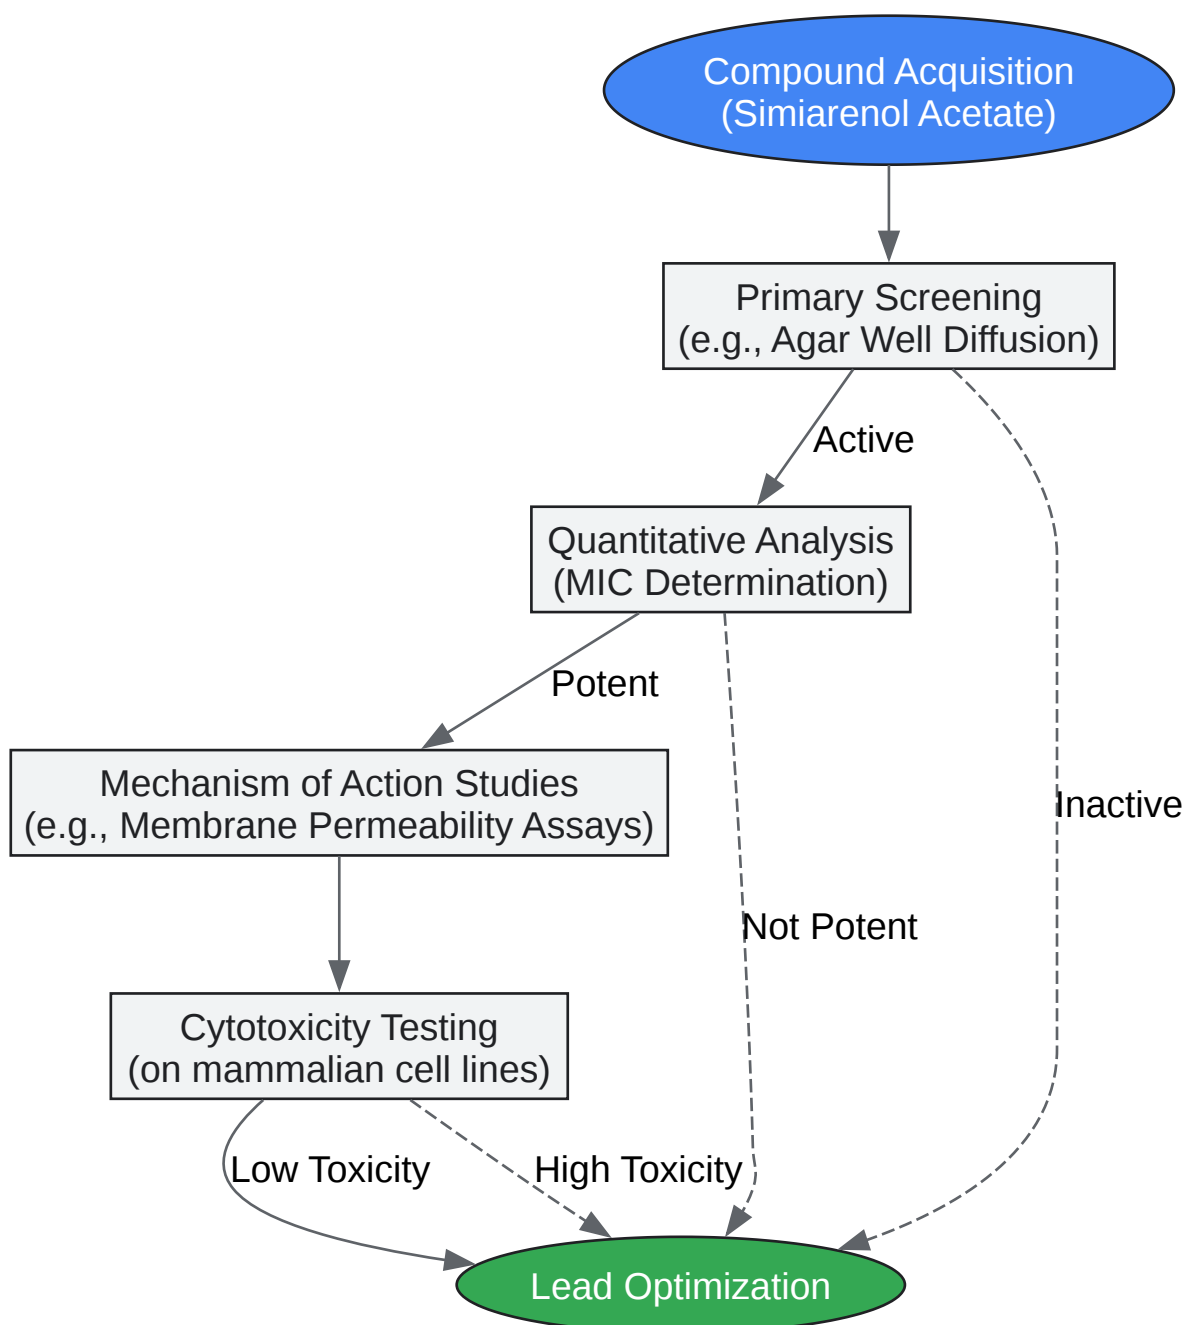 Compound Acquisition
(Simiarenol Acetate)
Primary Screening
(e.g., Agar Well Diffusion)
Active
Quantitative Analysis
(MIC Determination)
Potent
Mechanism of Action Studies
(e.g., Membrane Permeability Assays)
Inactive
Not Potent
Cytotoxicity Testing
(on mammalian cell lines)
Low Toxicity
High Toxicity
Lead Optimization